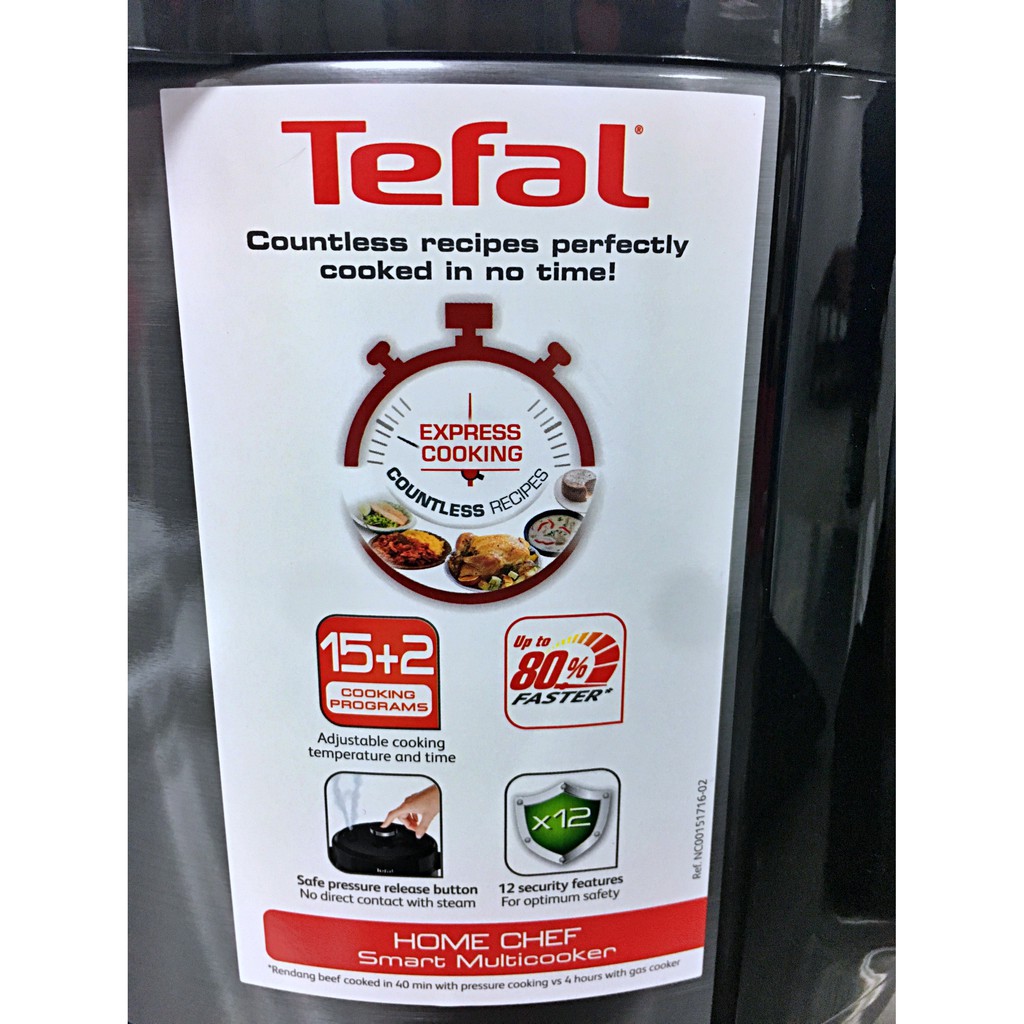 Tefal®
Countless recipes perfectly
cooked in no time!
EXPRESS
COOKING
COUNTLESS RECIPES
15+2
COOKING
PROGRAMS
Adjustable cooking
temperature and time
Up to
80%
FASTER*
Tefal
Safe pressure release button
No direct contact with steam
x12
12 security features
For optimum safety
Ref. NC00151716-02
HOME CHEF
Smart Multicooker
*Rendang beef cooked in 40 min with pressure cooking vs 4 hours with gas cooker